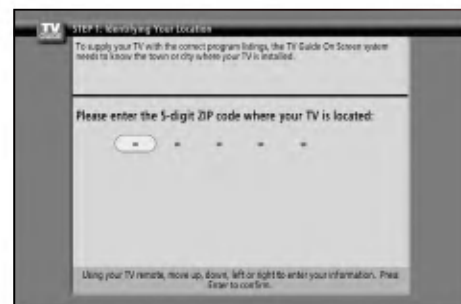 TV
STEP 1: Identifying Your Location
To supply your TV with the correct program listings, the TV Guide On Screen system
needs to know the town or city where your TV is installed.
Please enter the 5-digit ZIP code where your TV is located:
- - - - -
Using your TV remote, move up, down, left or right to enter your information. Press
Enter to confirm.